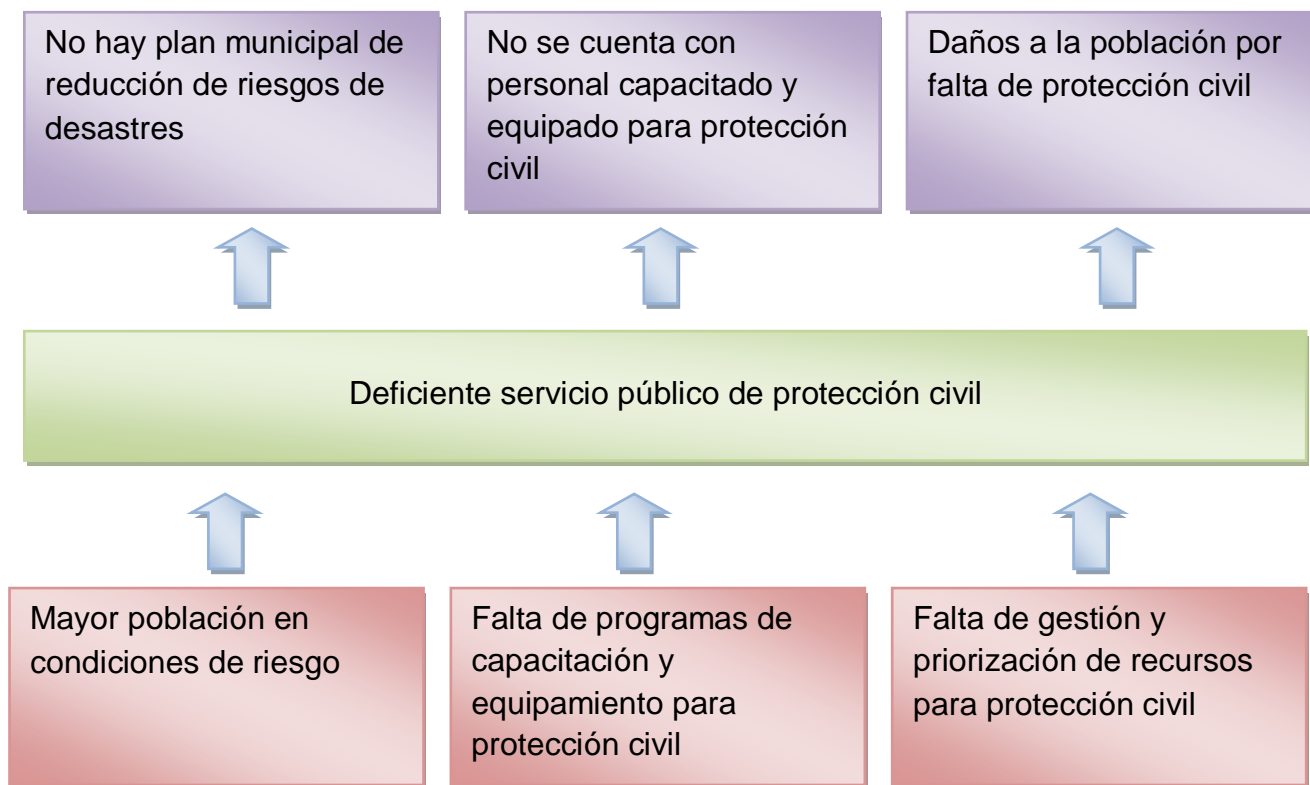 No hay plan municipal de
reducción de riesgos de
desastres
No se cuenta con
personal capacitado y
equipado para protección
civil
Daños a la población por
falta de protección civil
Deficiente servicio público de protección civil
Mayor población en
condiciones de riesgo
Falta de programas de
capacitación y
equipamiento para
protección civil
Falta de gestión y
priorización de recursos
para protección civil